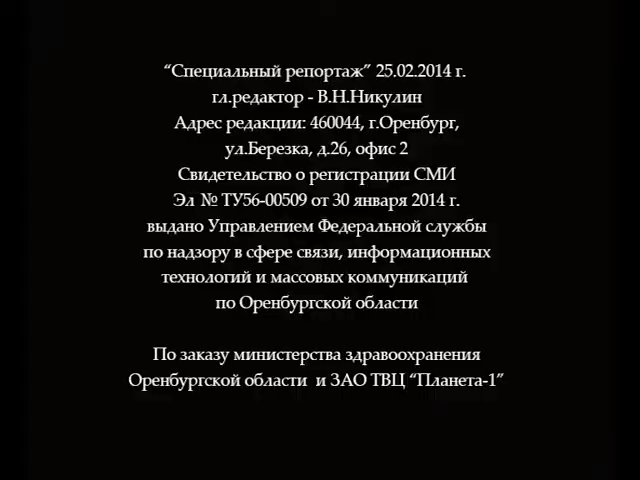 “Специальный репортаж” 25.02.2014 г.
гл.редактор - В.Н.Никулин
Адрес редакции: 460044, г.Оренбург,
ул.Березка, д.26, офис 2
Свидетельство о регистрации СМИ
Эл № ТУ56-00509 от 30 января 2014 г.
выдано Управлением Федеральной службы
по надзору в сфере связи, информационных
технологий и массовых коммуникаций
по Оренбургской области
По заказу министерства здравоохранения
Оренбургской области и ЗАО ТВЦ “Планета-1”